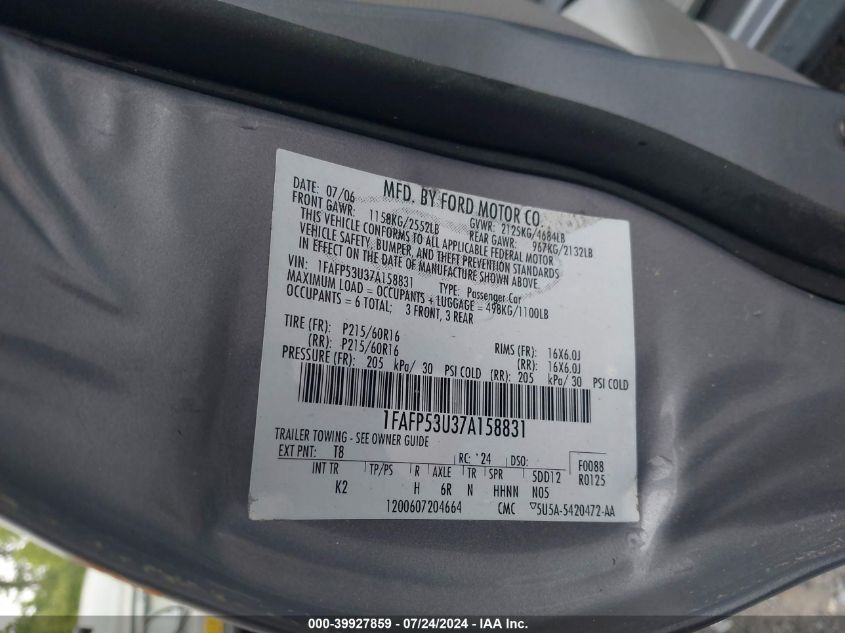 MFD. BY FORD MOTOR CO.
DATE: 07/06 GVWR: 2125KG/4684LB
FRONT GAWR: 1158KG/2552LB REAR GAWR: 967KG/2132LB
THIS VEHICLE CONFORMS TO ALL APPLICABLE FEDERAL MOTOR
VEHICLE SAFETY, BUMPER, AND THEFT PREVENTION STANDARDS
IN EFFECT ON THE DATE OF MANUFACTURE SHOWN ABOVE.
VIN: 1FAFP53U37A158831 TYPE: Passenger Car
MAXIMUM LOAD = OCCUPANTS + LUGGAGE = 498KG/1100LB
OCCUPANTS = 6 TOTAL; 3 FRONT, 3 REAR
TIRE (FR): P215/60R16 RIMS (FR): 16X6.0J
(RR): P215/60R16 (RR): 16X6.0J
PRESSURE (FR): 205 kPa/ 30 PSI COLD (RR): 205 kPa/ 30 PSI COLD
1FAFP53U37A158831
TRAILER TOWING - SEE OWNER GUIDE
EXT PNT: T8 RC: 24 DSO: F0088
INT TR TP/PS R AXLE TR SPR 5DD12 R0125
K2 H 6R N HHNN N05
1200607204664 CMC 5U5A-5420472-AA
000-39927859 - 07/24/2024 - IAA Inc.